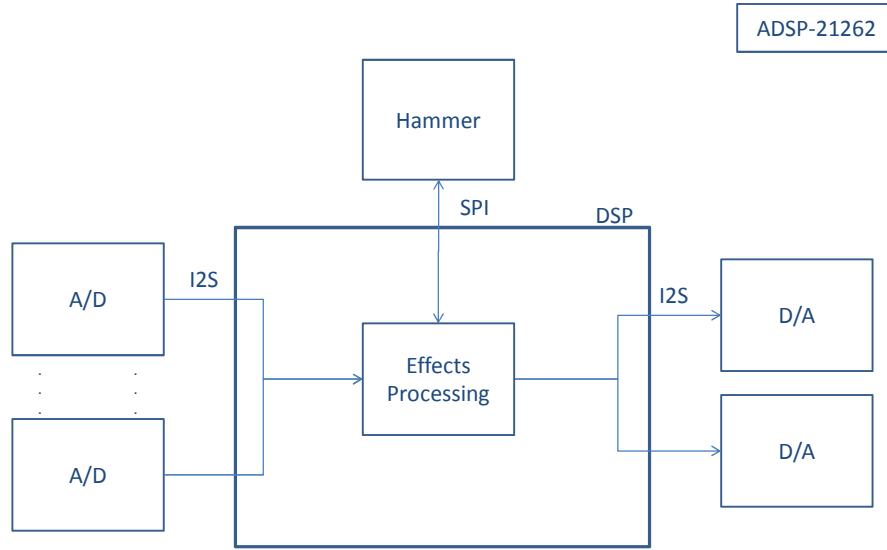 ADSP-21262
Hammer
SPI
DSP
I2S
A/D
I2S
D/A
Effects
Processing
A/D
D/A